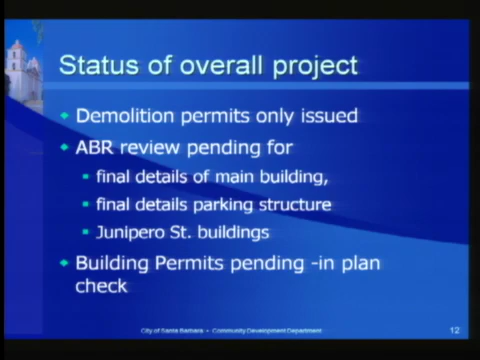 Status of overall project
Demolition permits only issued
ABR review pending for
final details of main building,
final details parking structure
Junipero St. buildings
Building Permits pending -in plan
check
City of Santa Barbara • Community Development Department
12